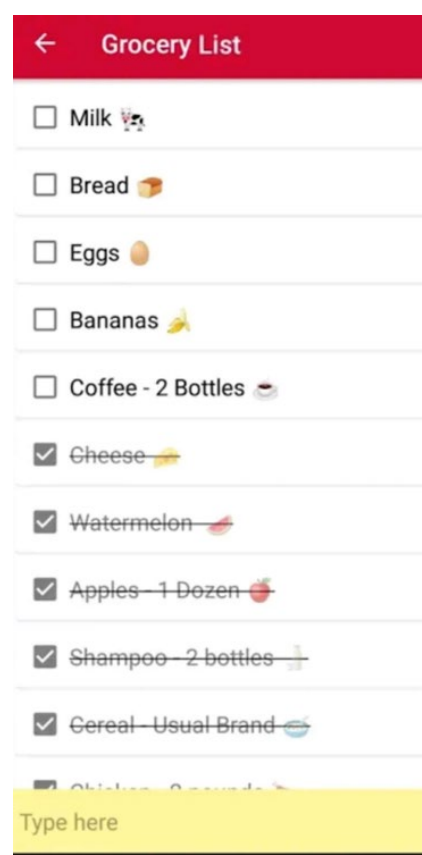 Grocery List
Milk
Bread
Eggs
Bananas
Coffee - 2 Bottles
Cheese
Watermelon
Apples - 1 Dozen
Shampoo - 2 bottles
Cereal - Usual Brand
Type here